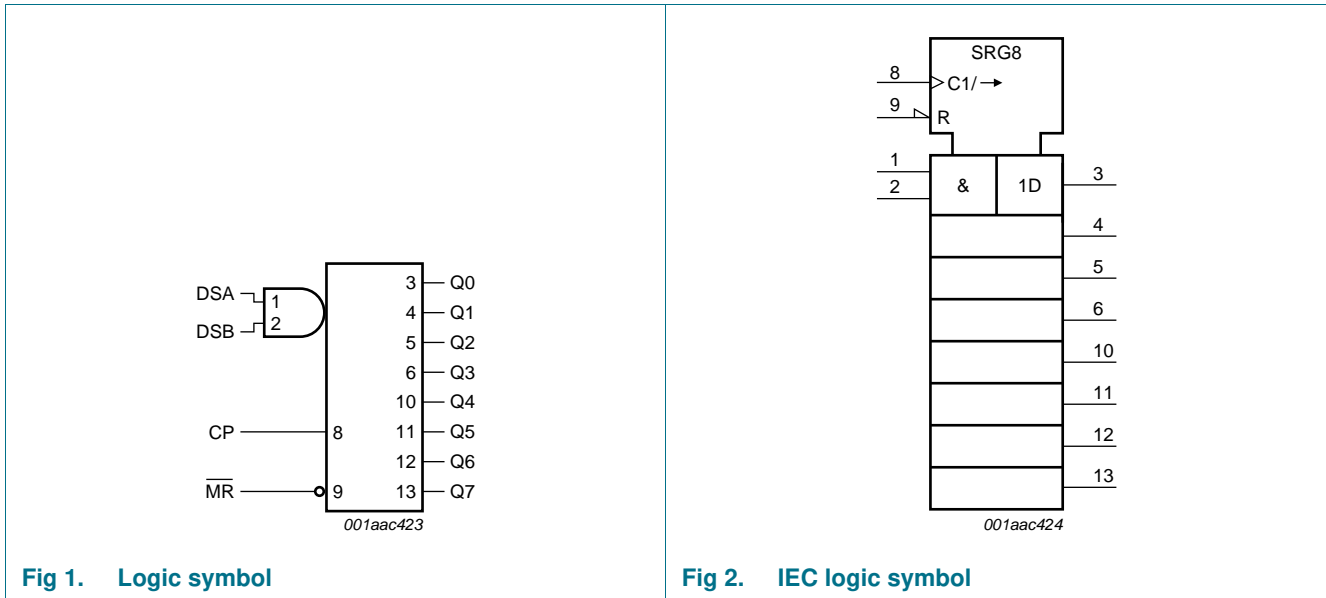 DSA
DSB
1
2
CP
8
M̅R̅
9
3 Q0
4 Q1
5 Q2
6 Q3
10 Q4
11 Q5
12 Q6
13 Q7
001aac423
Fig 1. Logic symbol
SRG8
8
C1/→
9
R
1
2
&
1D
3
4
5
6
10
11
12
13
001aac424
Fig 2. IEC logic symbol